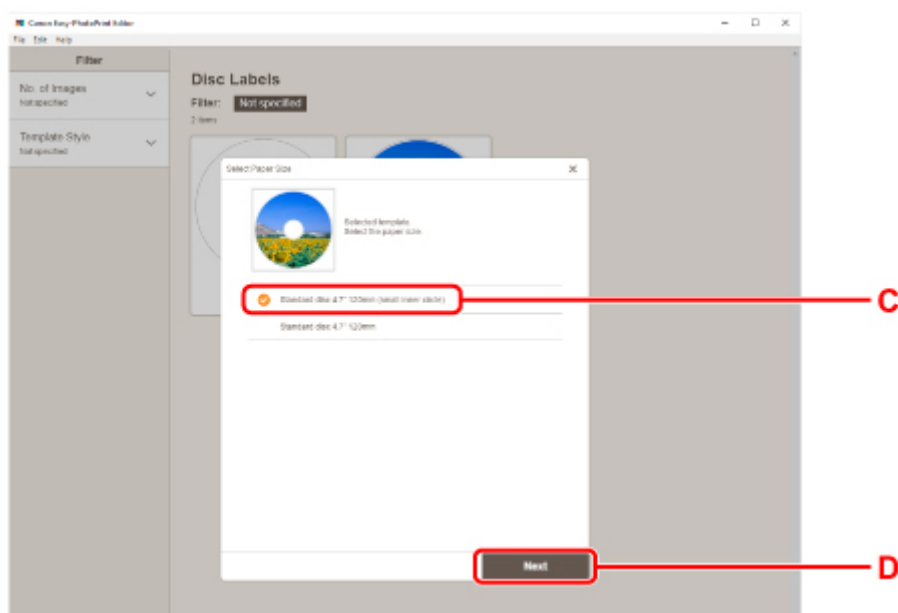 Canon Easy-PhotoPrint Editor
File Edit Help
Filter
No. of Images
Not specified
Template Style
Not specified
Disc Labels
Filter: Not specified
2 items
Select Paper Size
Selected template.
Select the paper size.
Standard disc 4.7" 120mm (small inner circle)
Standard disc 4.7" 120mm
Next
C
D